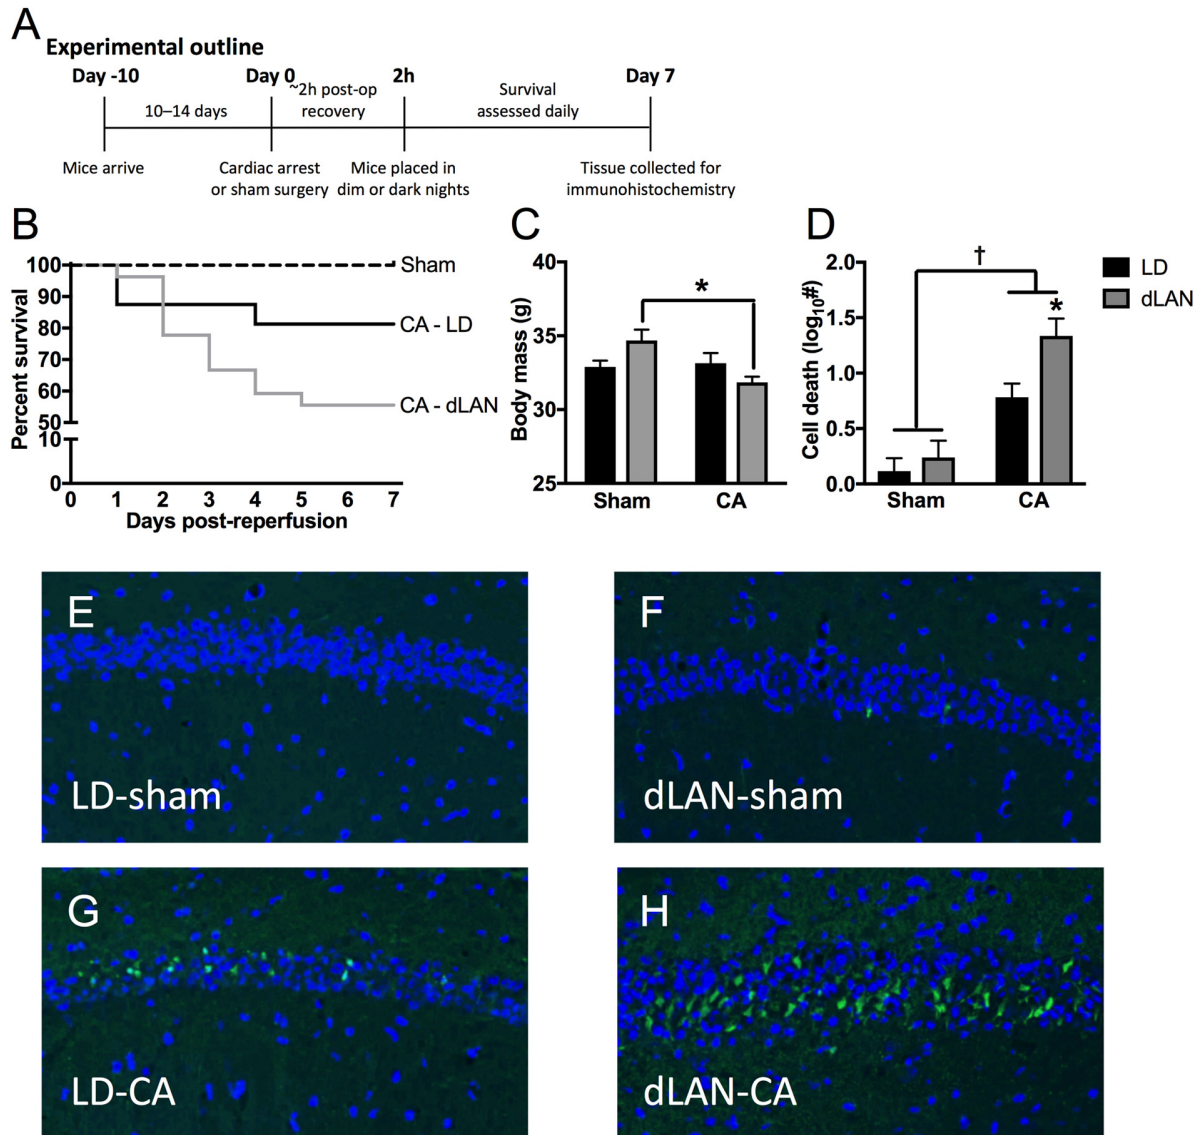 A
Experimental outline
Day -10
Day 0
2h
Day 7
10–14 days
~2h post-op
recovery
Survival
assessed daily
Mice arrive
Cardiac arrest
or sham surgery
Mice placed in
dim or dark nights
Tissue collected for
immunohistochemistry
B
Percent survival
100
90
80
70
60
50
10
0
Sham
CA - LD
CA - dLAN
0 1 2 3 4 5 6 7
Days post-reperfusion
C
Body mass (g)
40
35
30
25
*
Sham CA
D
Cell death (log10#)
2.0
1.5
1.0
0.5
0.0
†
*
Sham CA
LD
dLAN
E
LD-sham
F
dLAN-sham
G
LD-CA
H
dLAN-CA